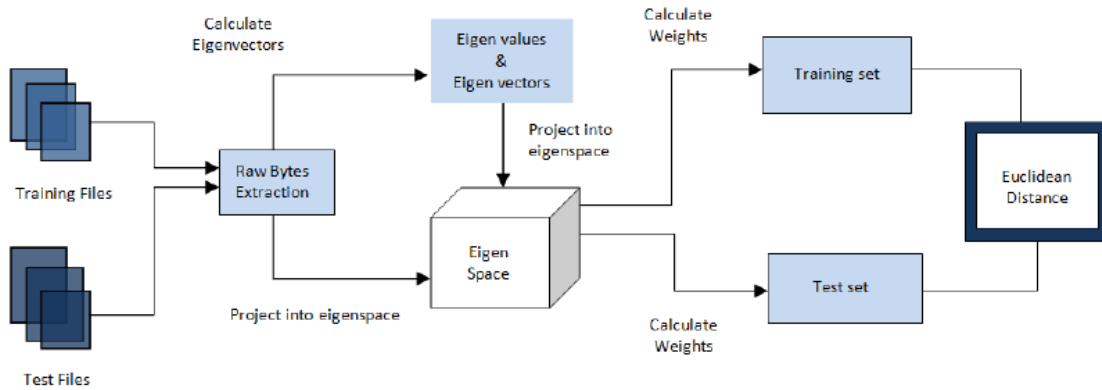 Calculate
Eigenvectors
Eigen values
&
Eigen vectors
Calculate
Weights
Training set
Training Files
Raw Bytes
Extraction
Project into
eigenspace
Euclidean
Distance
Eigen
Space
Project into eigenspace
Test set
Calculate
Weights
Test Files